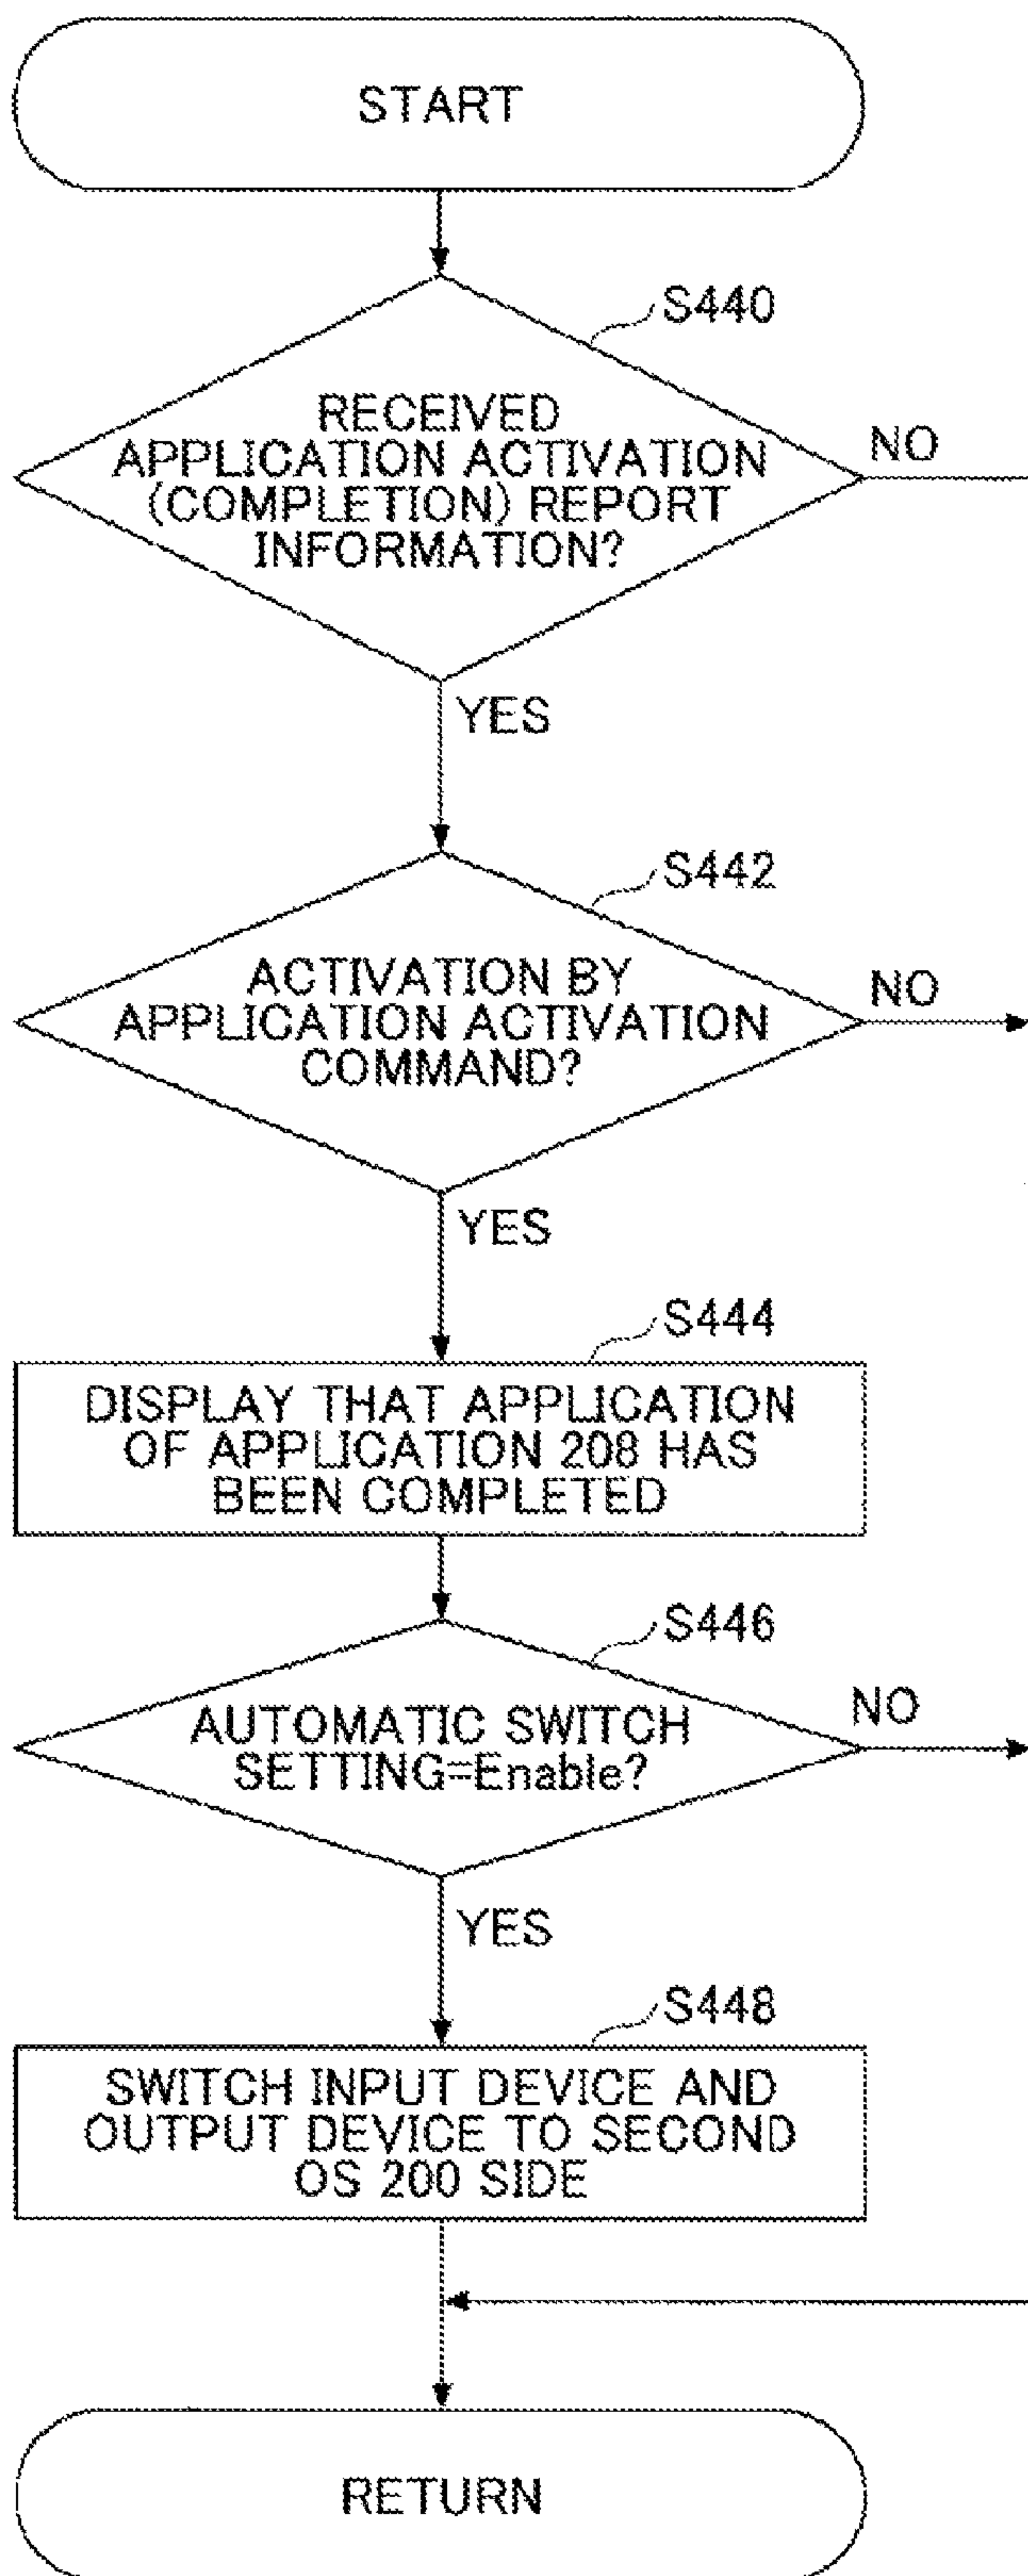 START
S440
RECEIVED
APPLICATION ACTIVATION
(COMPLETION) REPORT
INFORMATION?
NO
YES
S442
ACTIVATION BY
APPLICATION ACTIVATION
COMMAND?
NO
YES
S444
DISPLAY THAT APPLICATION
OF APPLICATION 208 HAS
BEEN COMPLETED
S446
AUTOMATIC SWITCH
SETTING=Enable?
NO
YES
S448
SWITCH INPUT DEVICE AND
OUTPUT DEVICE TO SECOND
OS 200 SIDE
RETURN